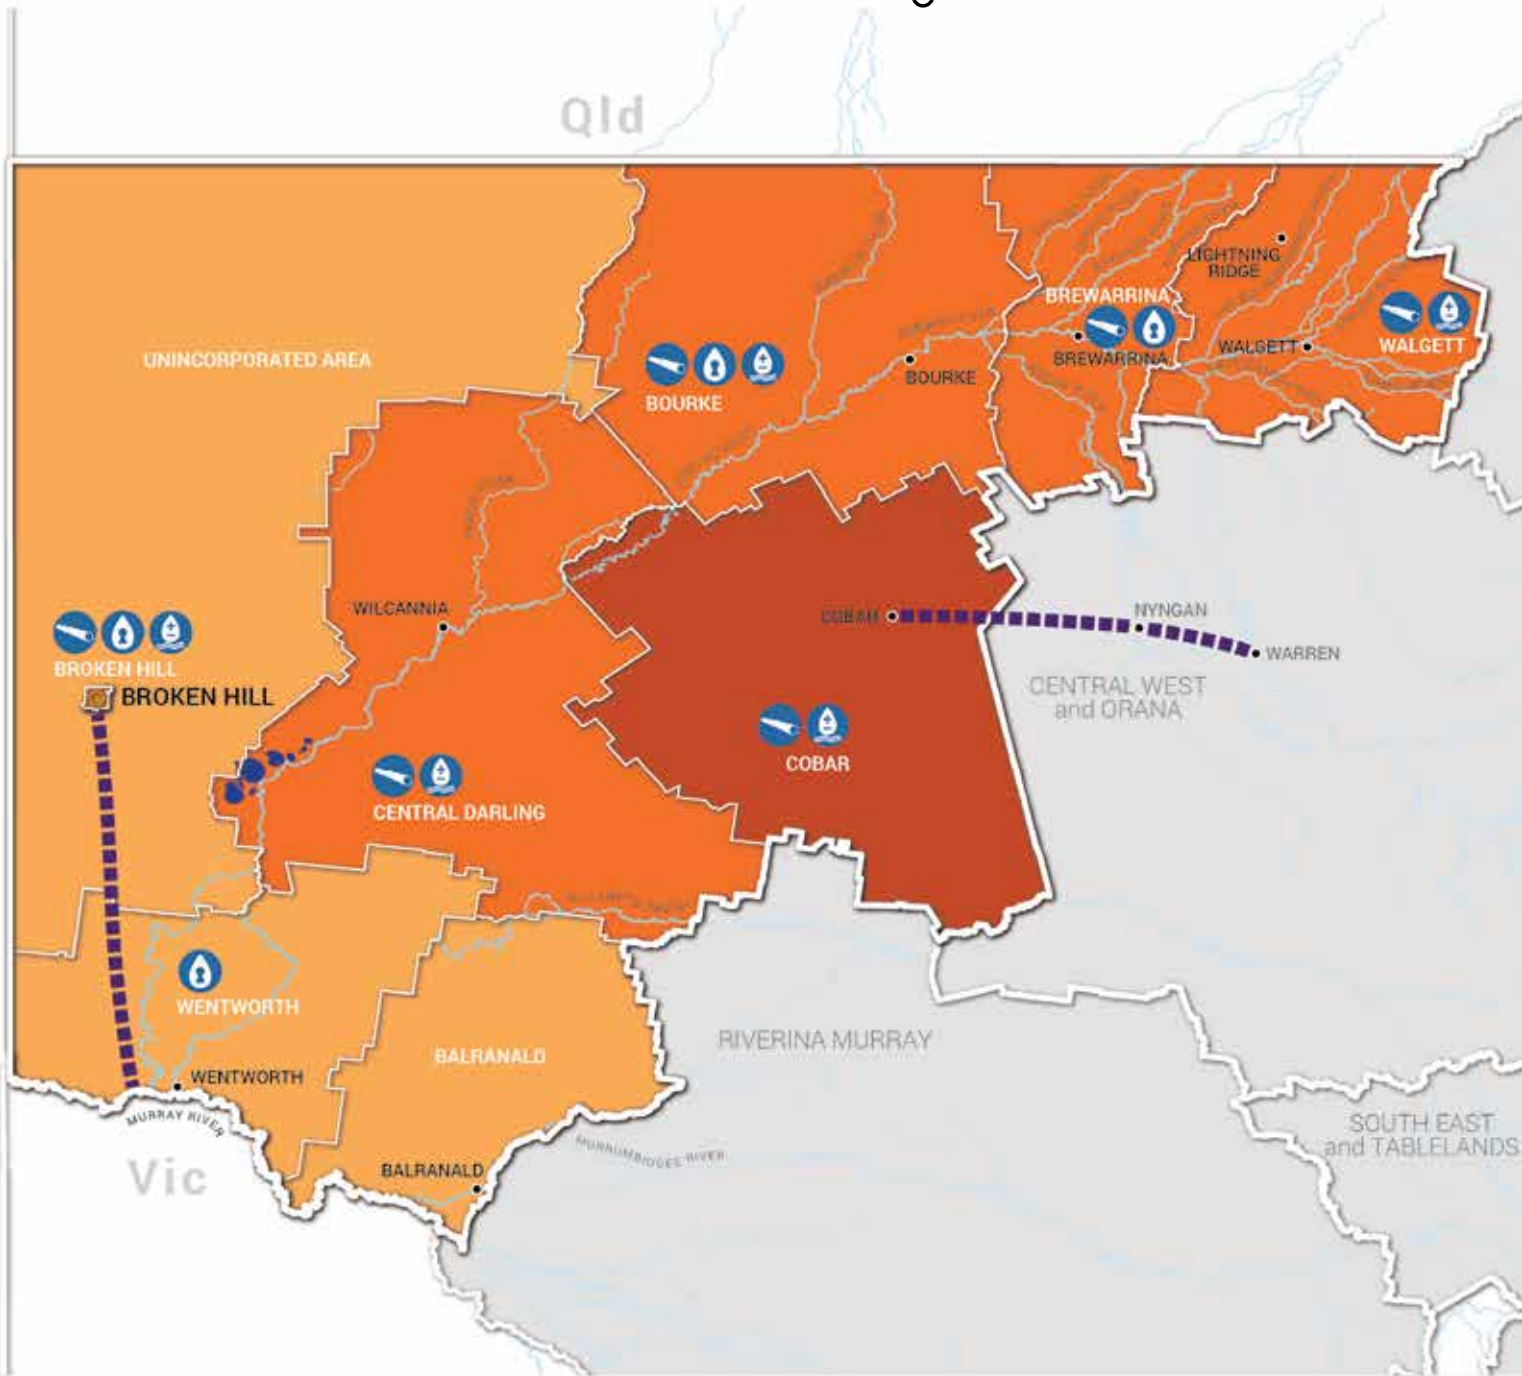 Qld
LIGHTNING
RIDGE
BREWARRINA
UNINCORPORATED AREA
WALGETT
WALGETT
BREWARRINA
BOURKE
BOURKE
WILCANNIA
COBAR
NYNGAN
WARREN
BROKEN HILL
BROKEN HILL
CENTRAL WEST
and ORANA
COBAR
CENTRAL DARLING
WENTWORTH
RIVERINA MURRAY
BALRANALD
WENTWORTH
MURRAY RIVER
SOUTH EAST
and TABLELANDS
MURRUMBIDGEE RIVER
Vic
BALRANALD